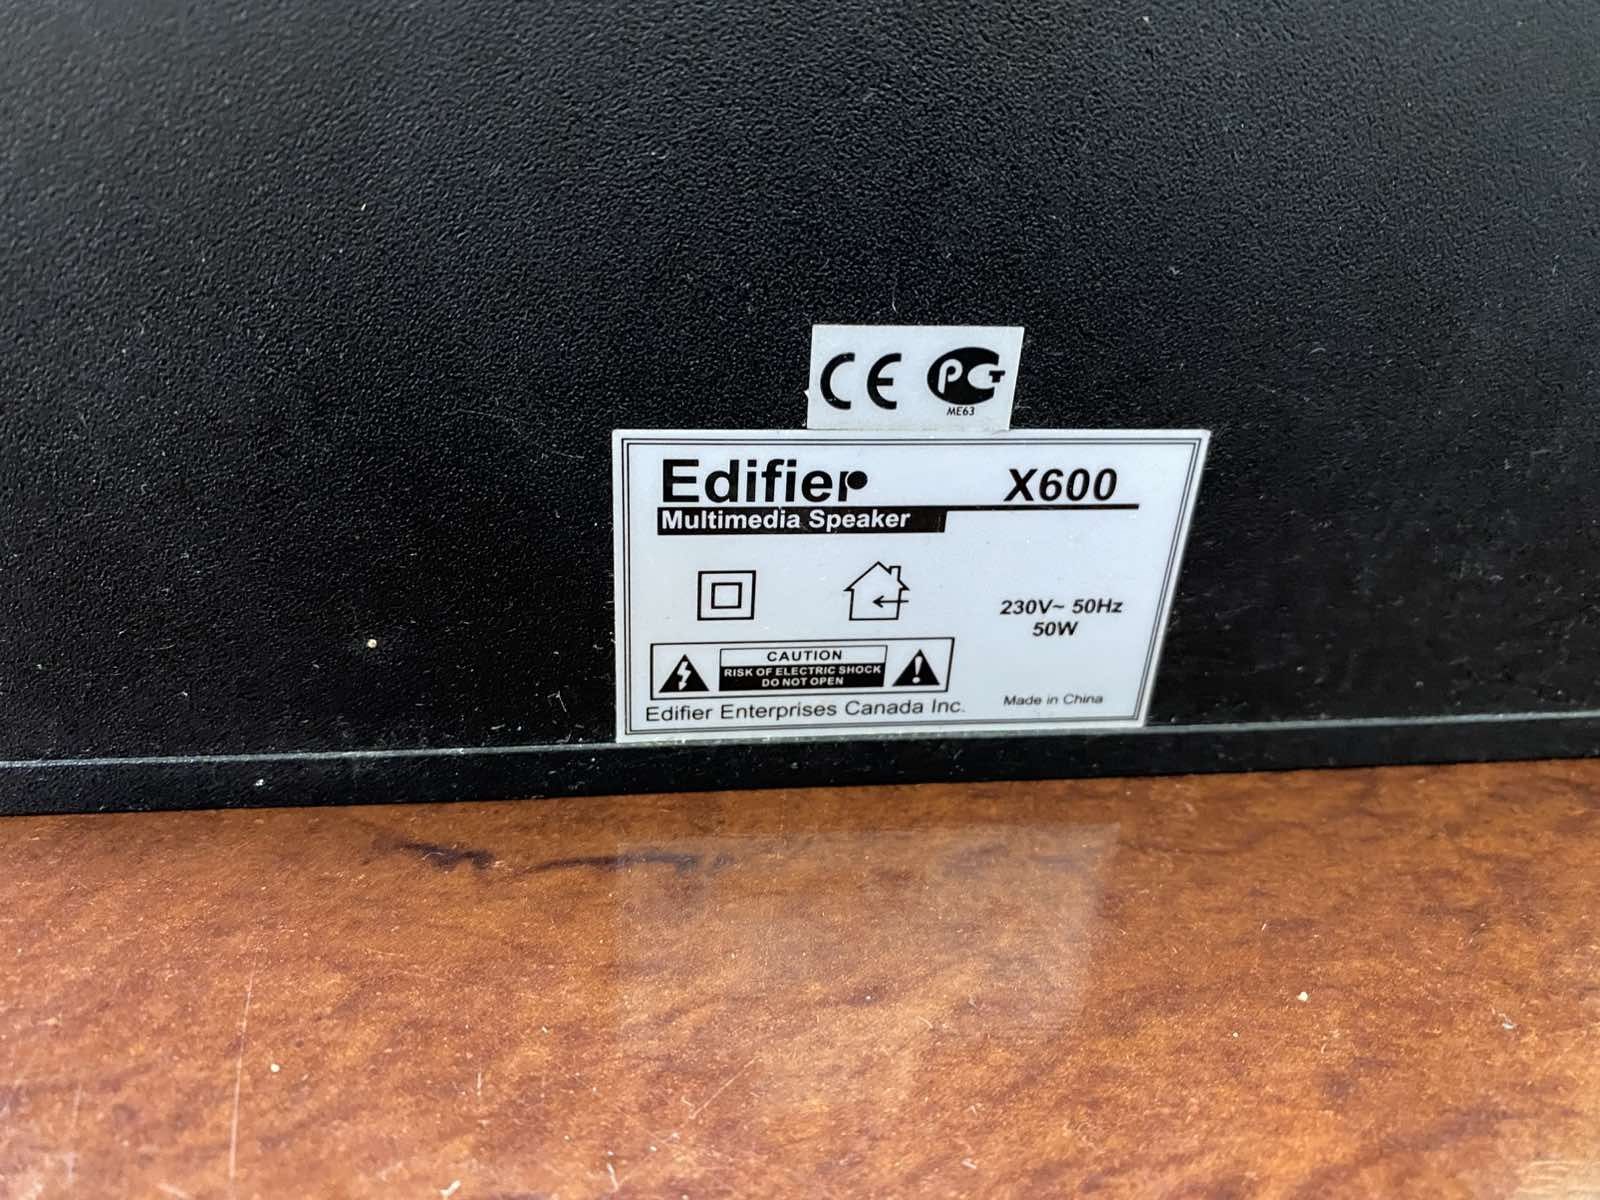 CE PCT
ME63
Edifier X600
Multimedia Speaker
230V~ 50Hz
50W
CAUTION
RISK OF ELECTRIC SHOCK
DO NOT OPEN
Edifier Enterprises Canada Inc.
Made in China